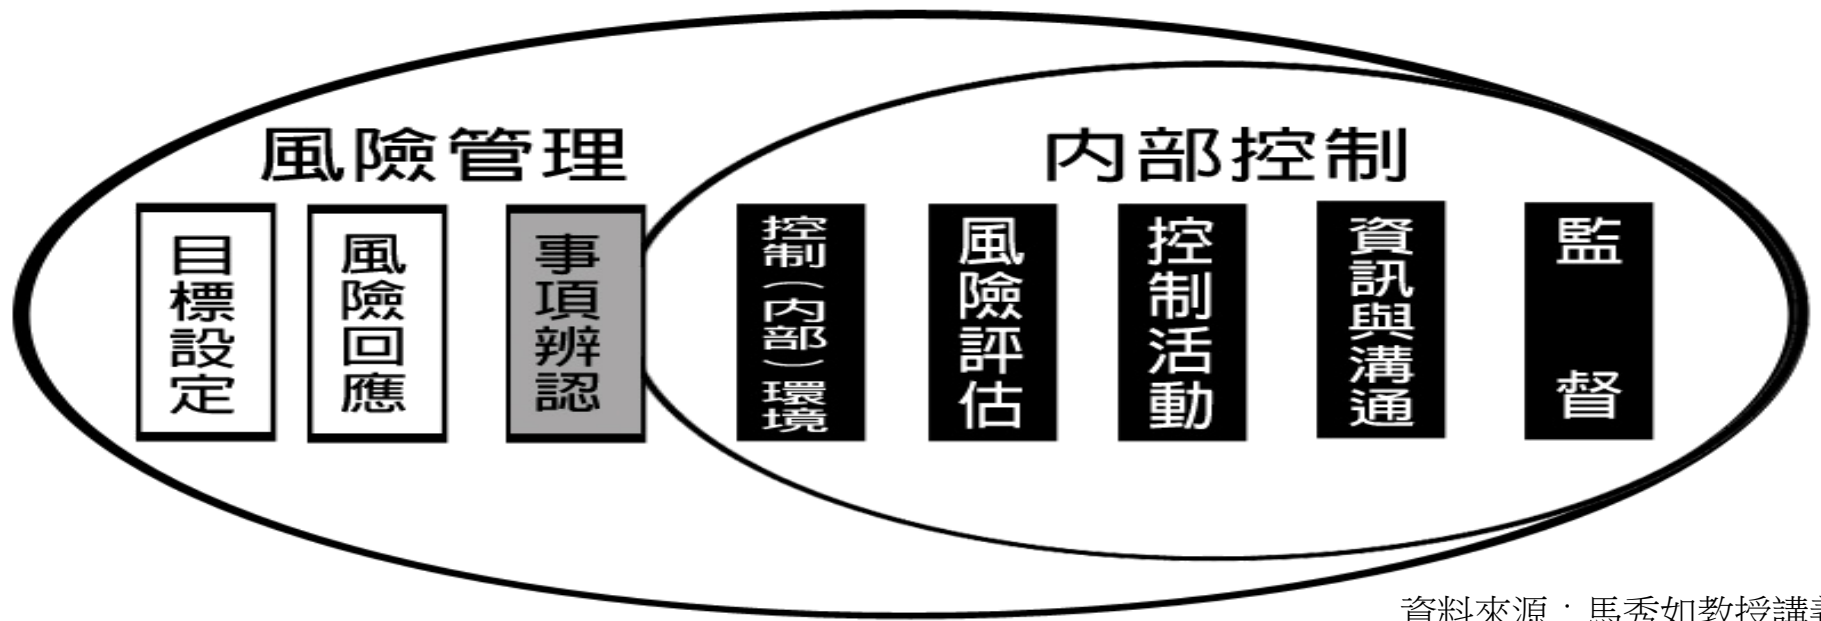 風險管理
內部控制
目標設定
風險回應
事項辨認
控制（內部）環境
風險評估
控制活動
資訊與溝通
監督
資料來源：馬秀如教授講義